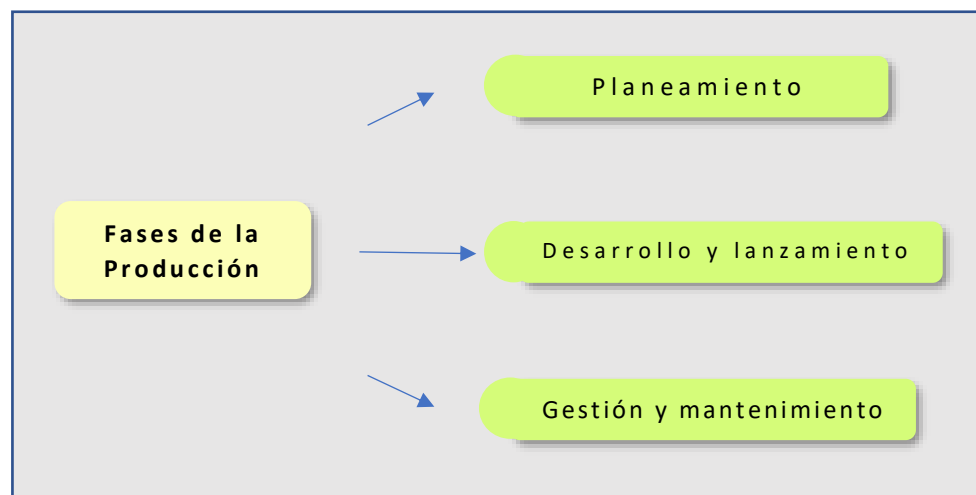 Planeamiento
Fases de la
Producción
Desarrollo y lanzamiento
Gestión y mantenimiento